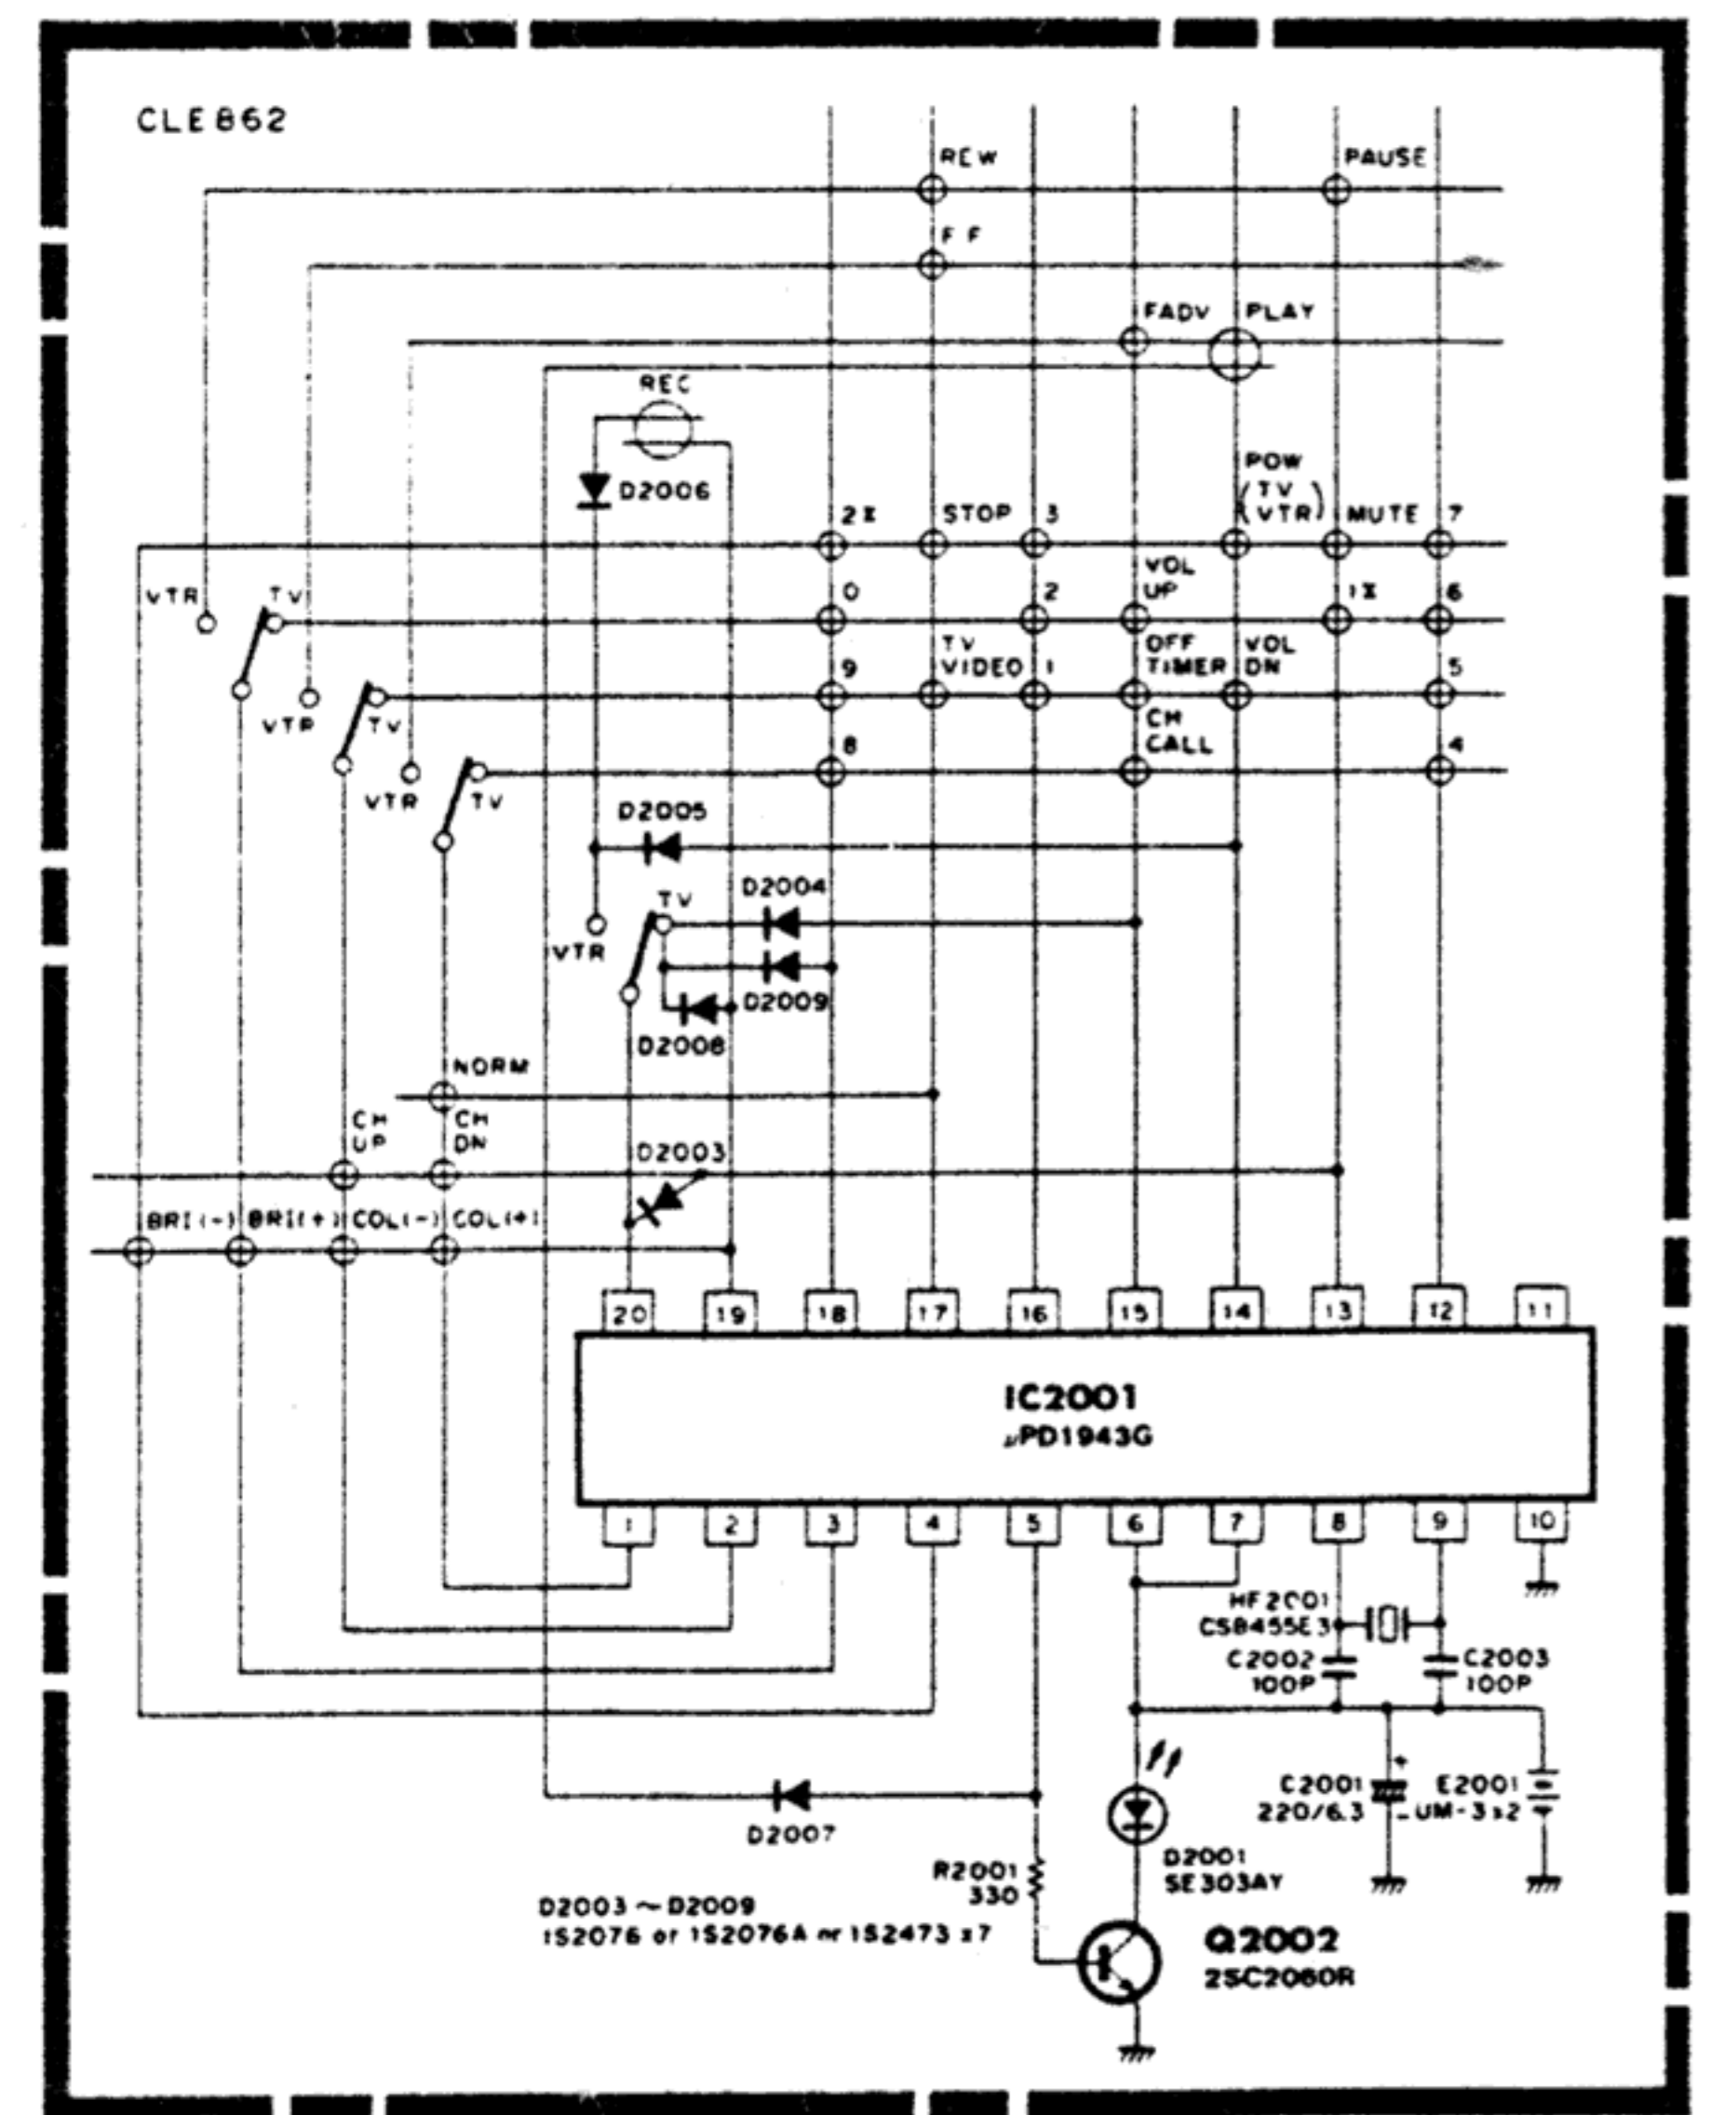 CLE862
REW
PAUSE
FF
FADV
PLAY
REC
D2006
POW
(TV
VTR)
2X
STOP
3
MUTE
7
VOL
UP
VTR
TV
0
2
1X
6
TV
VIDEO
OFF
TIMER
VOL
DN
9
1
5
VTR
TV
CH
CALL
8
4
VTR
TV
D2005
D2004
TV
VTR
D2009
D2008
NORM
CH
UP
CH
DN
D2003
BRI(-)
BRI(+)
COL(-)
COL(+)
20
19
18
17
16
15
14
13
12
11
IC2001
μPD1943G
1
2
3
4
5
6
7
8
9
10
HF2001
CSB455E3
C2002
100P
C2003
100P
+
C2001
220/6.3
-
E2001
UM-3x2
D2007
R2001
330
D2001
SE303AY
D2003~D2009
1S2076 or 1S2076A or 1S2473 x7
Q2002
2SC2060R